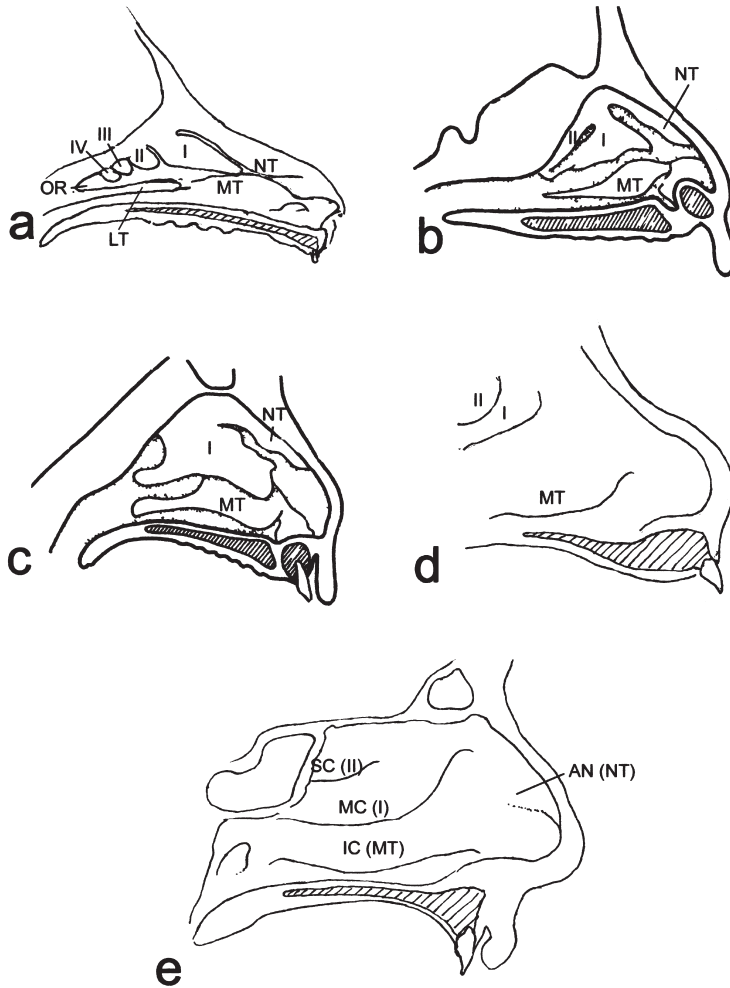 III
IV
II
I
NT
OR
MT
LT
a
NT
II
I
MT
b
NT
I
MT
c
II
I
MT
d
SC (II)
AN (NT)
MC (I)
IC (MT)
e